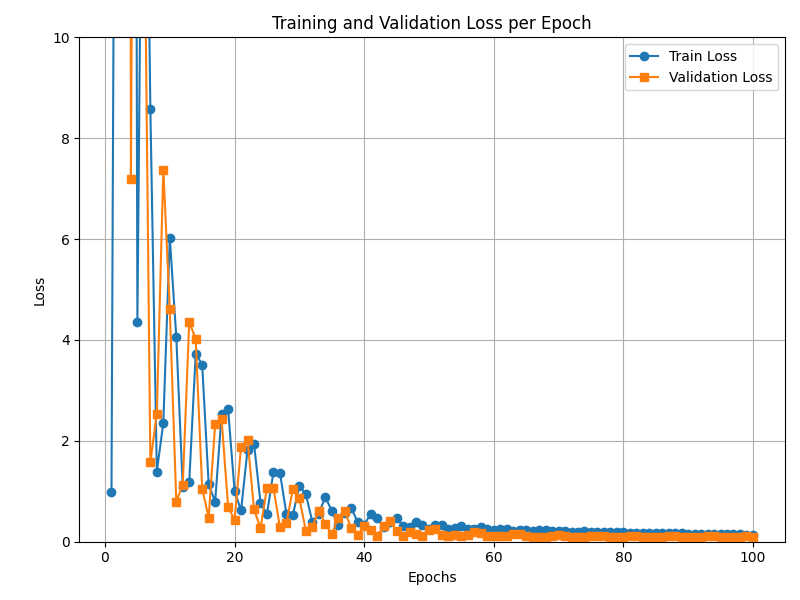 Training and Validation Loss per Epoch
Train Loss
Validation Loss
Loss
10
8
6
4
2
0
0 20 40 60 80 100
Epochs